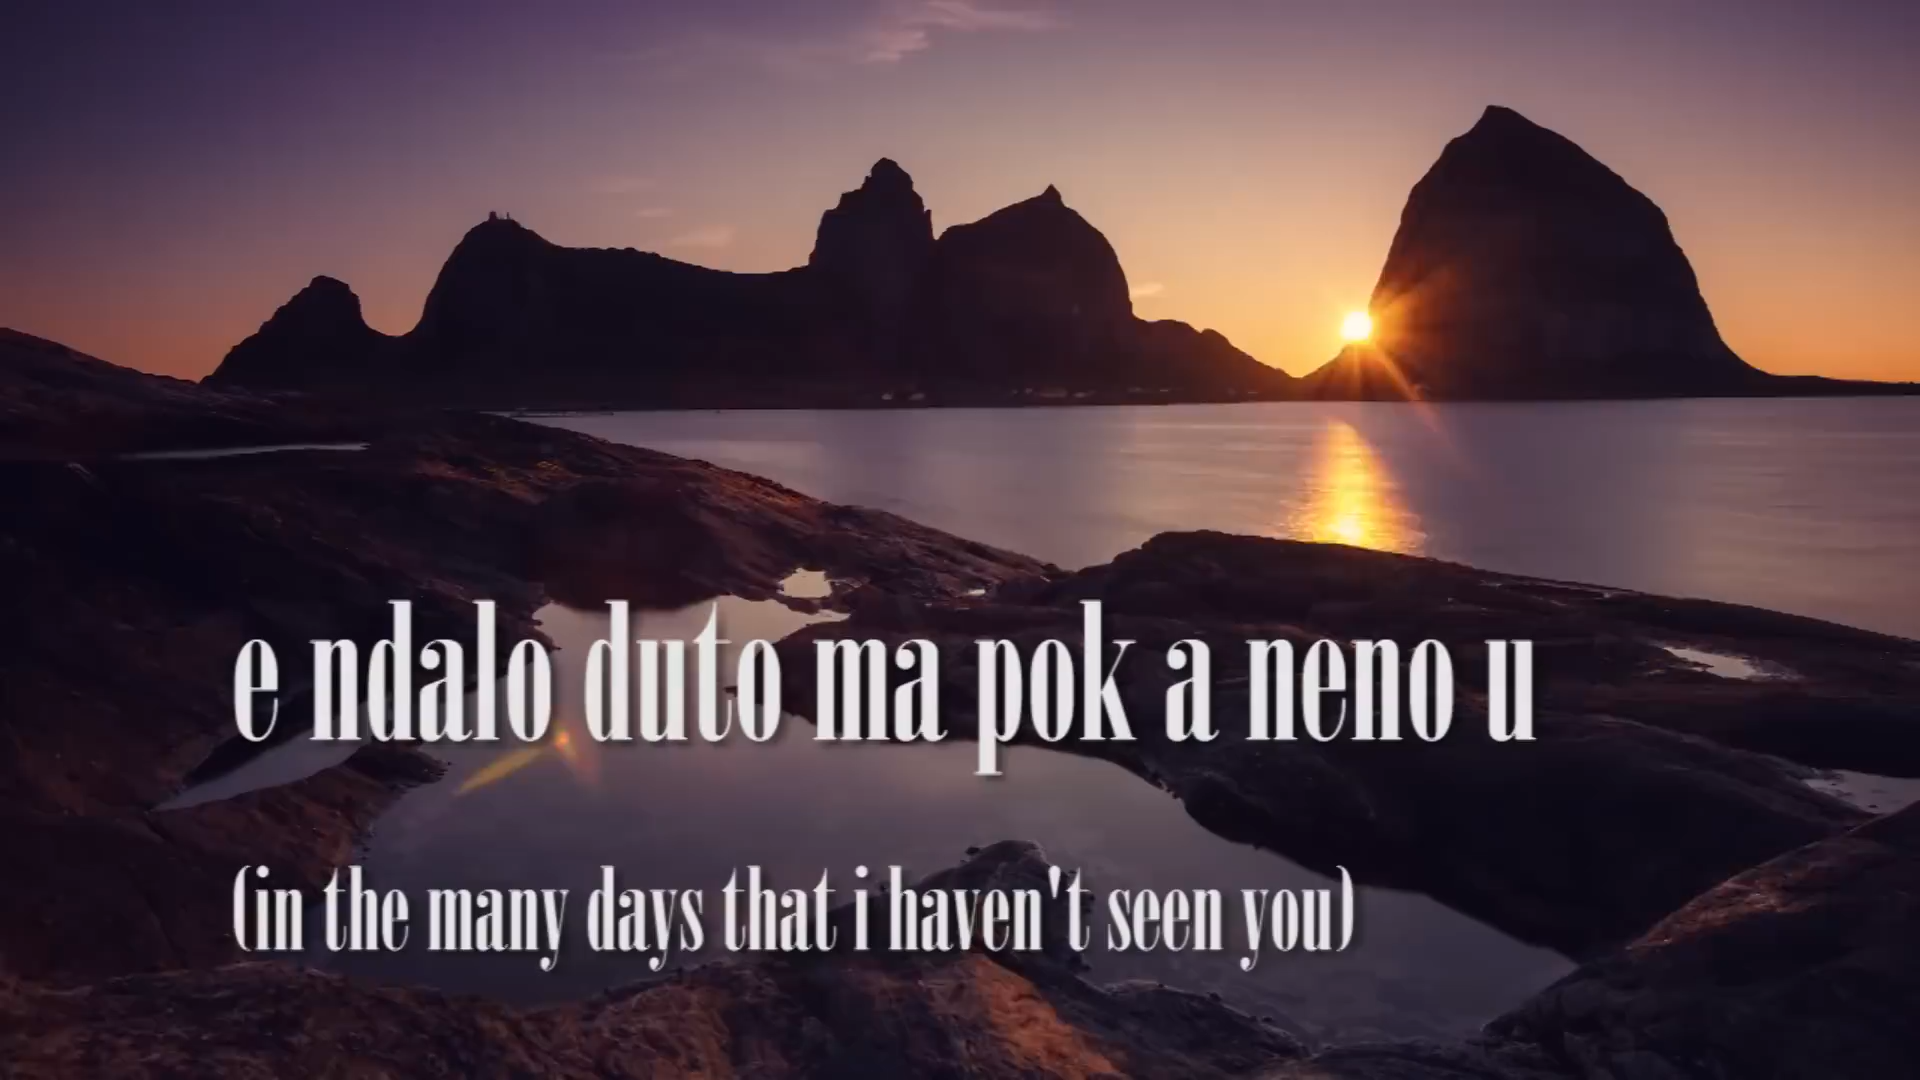 e ndalo duto ma pok a neno u
(in the many days that i haven't seen you)